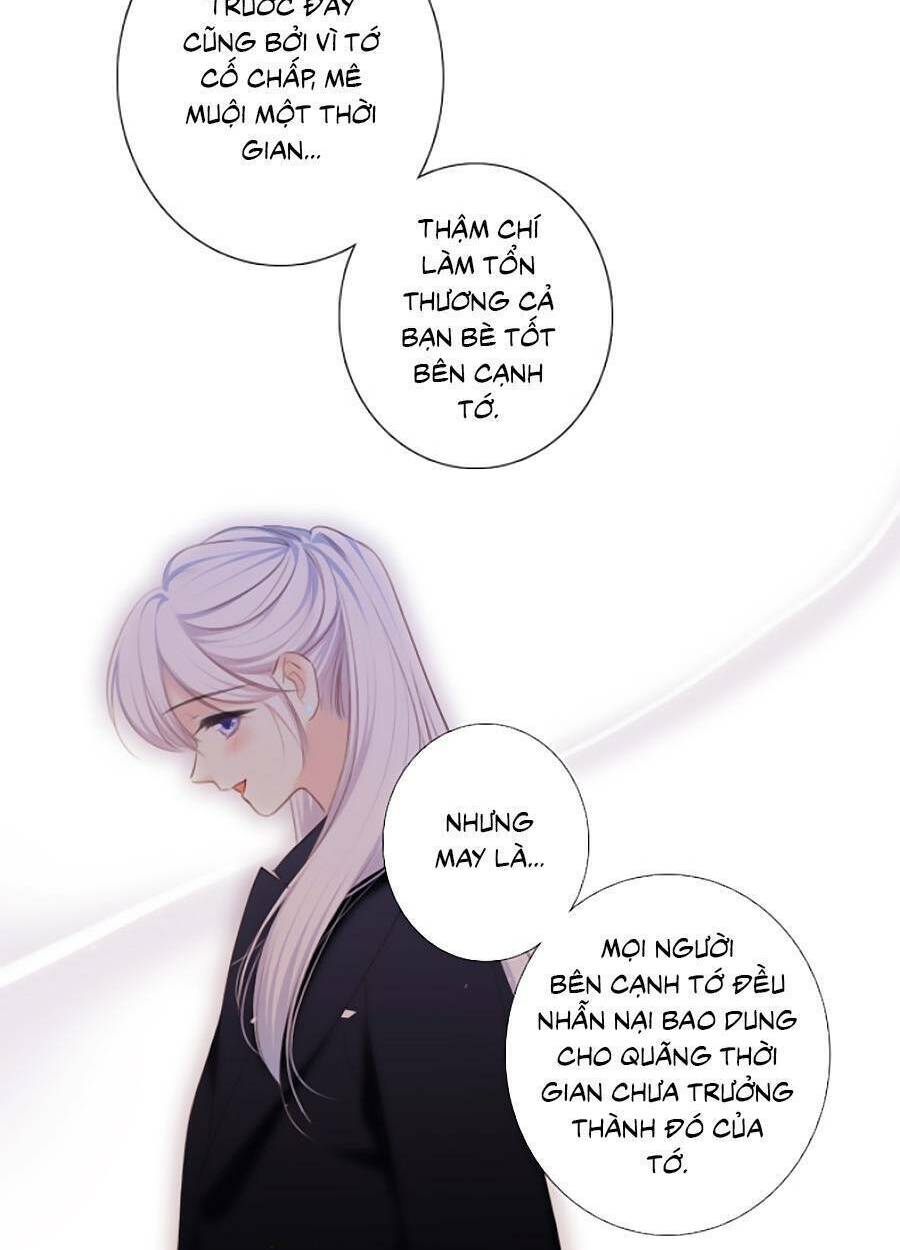 TRƯỚC ĐÂY
CŨNG BỞI VÌ TỚ
CỐ CHẤP, MÊ
MUỘI MỘT THỜI
GIAN...
THẬM CHÍ
LÀM TỔN
THƯƠNG CẢ
BẠN BÈ TỐT
BÊN CẠNH
TỚ.
NHƯNG
MAY LÀ...
MỌI NGƯỜI
BÊN CẠNH TỚ ĐỀU
NHẪN NẠI BAO DUNG
CHO QUÃNG THỜI
GIAN CHƯA TRƯỞNG
THÀNH ĐÓ CỦA
TỚ.